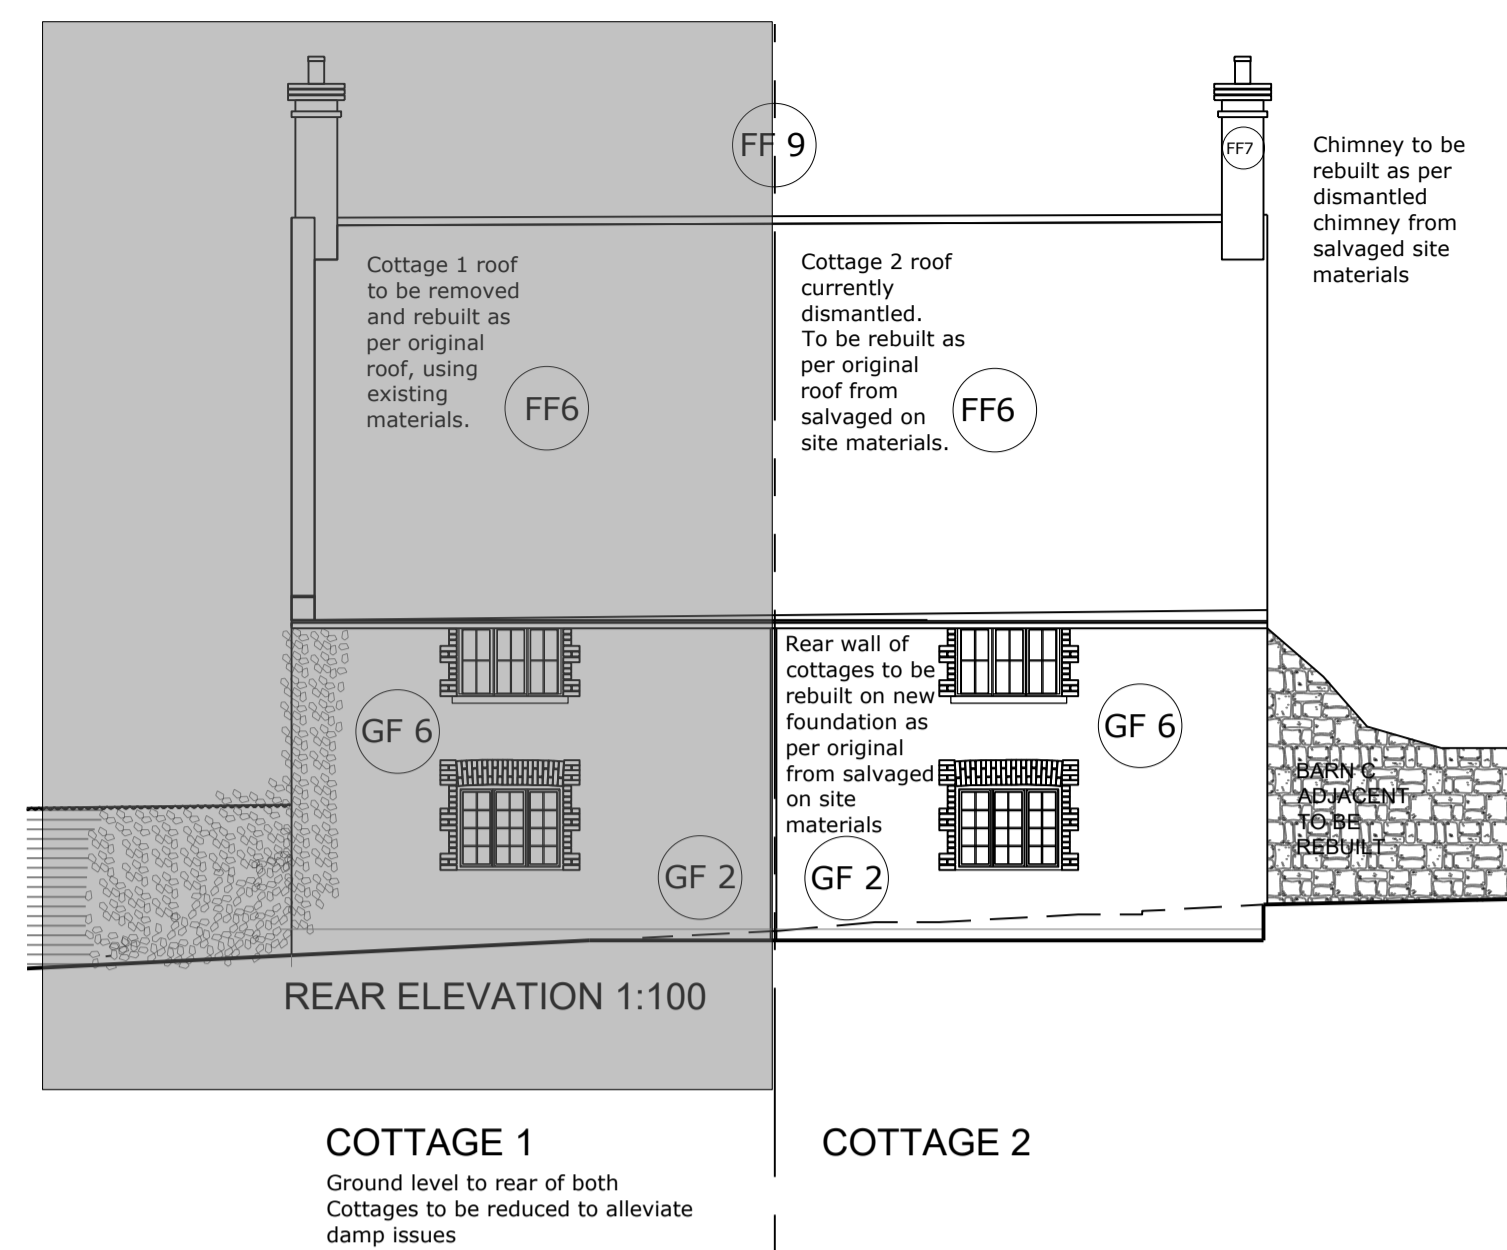 FF 9
FF7
Chimney to be
rebuilt as per
dismantled
chimney from
salvaged site
materials
Cottage 1 roof
to be removed
and rebuilt as
per original
roof, using
existing
materials.
FF6
Cottage 2 roof
currently
dismantled.
To be rebuilt as
per original
roof from
salvaged on
site materials.
FF6
GF 6
GF 2
Rear wall of
cottages to be
rebuilt on new
foundation as
per original
from salvaged
on site
materials
GF 2
GF 6
BARN C
ADJACENT
TO BE
REBUILT
REAR ELEVATION 1:100
COTTAGE 1
Ground level to rear of both
Cottages to be reduced to alleviate
damp issues
COTTAGE 2